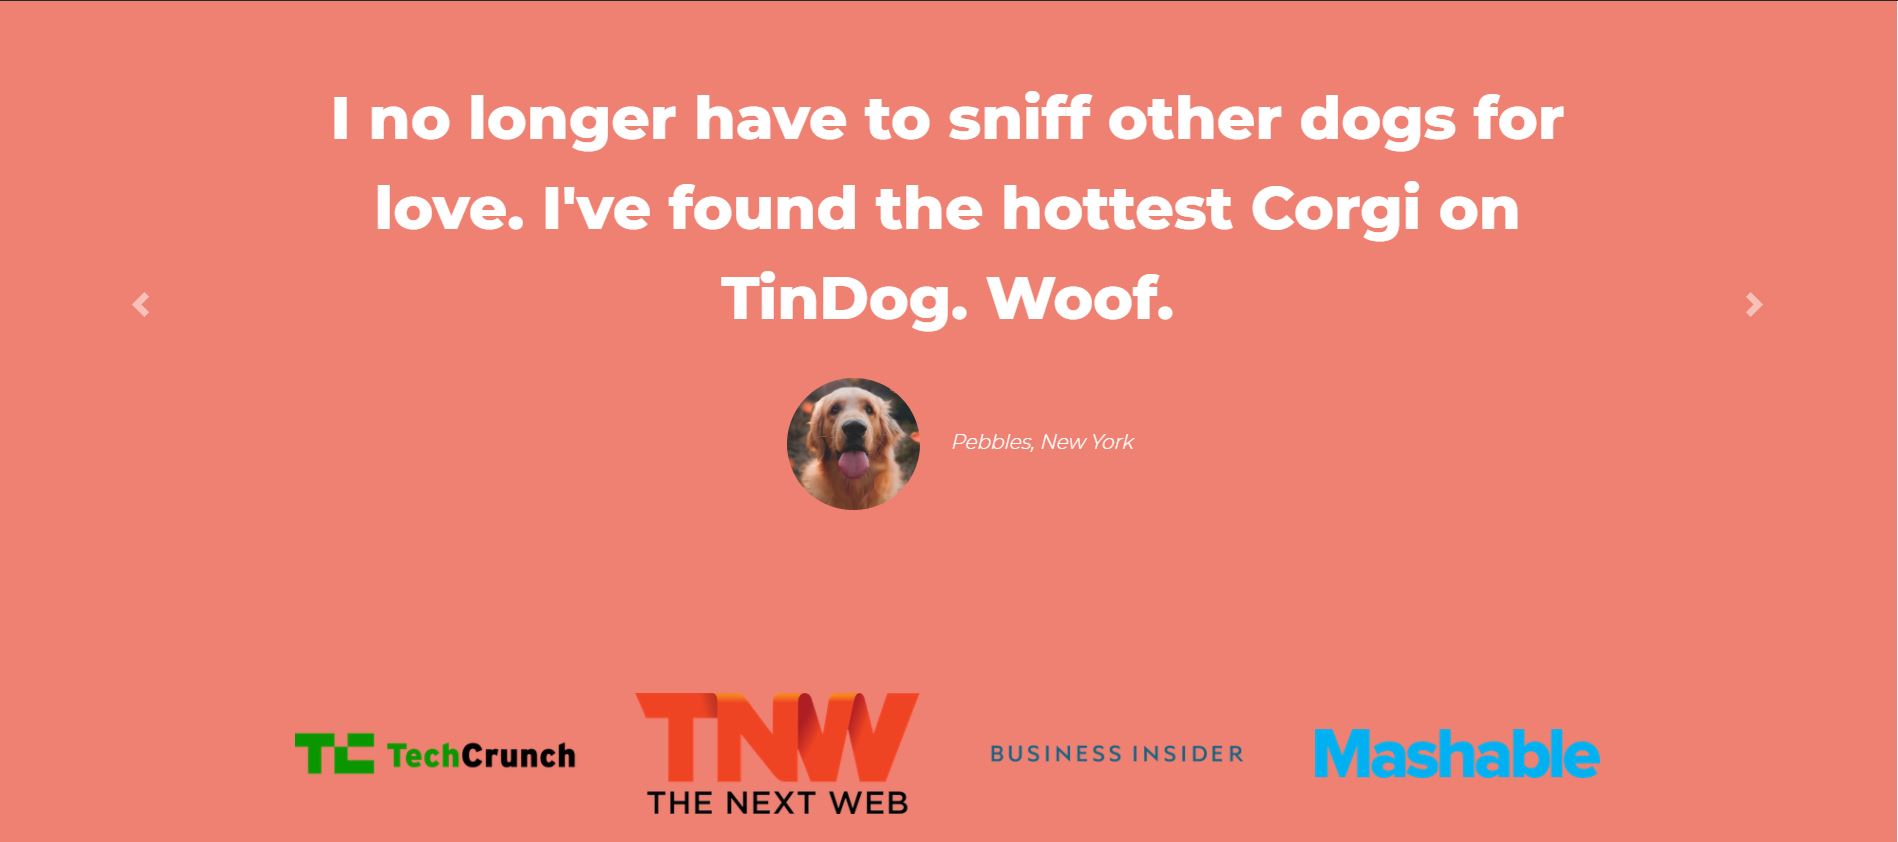 I no longer have to sniff other dogs for
love. I've found the hottest Corgi on
TinDog. Woof.
Pebbles, New York
TC TechCrunch
TNW
THE NEXT WEB
BUSINESS INSIDER
Mashable